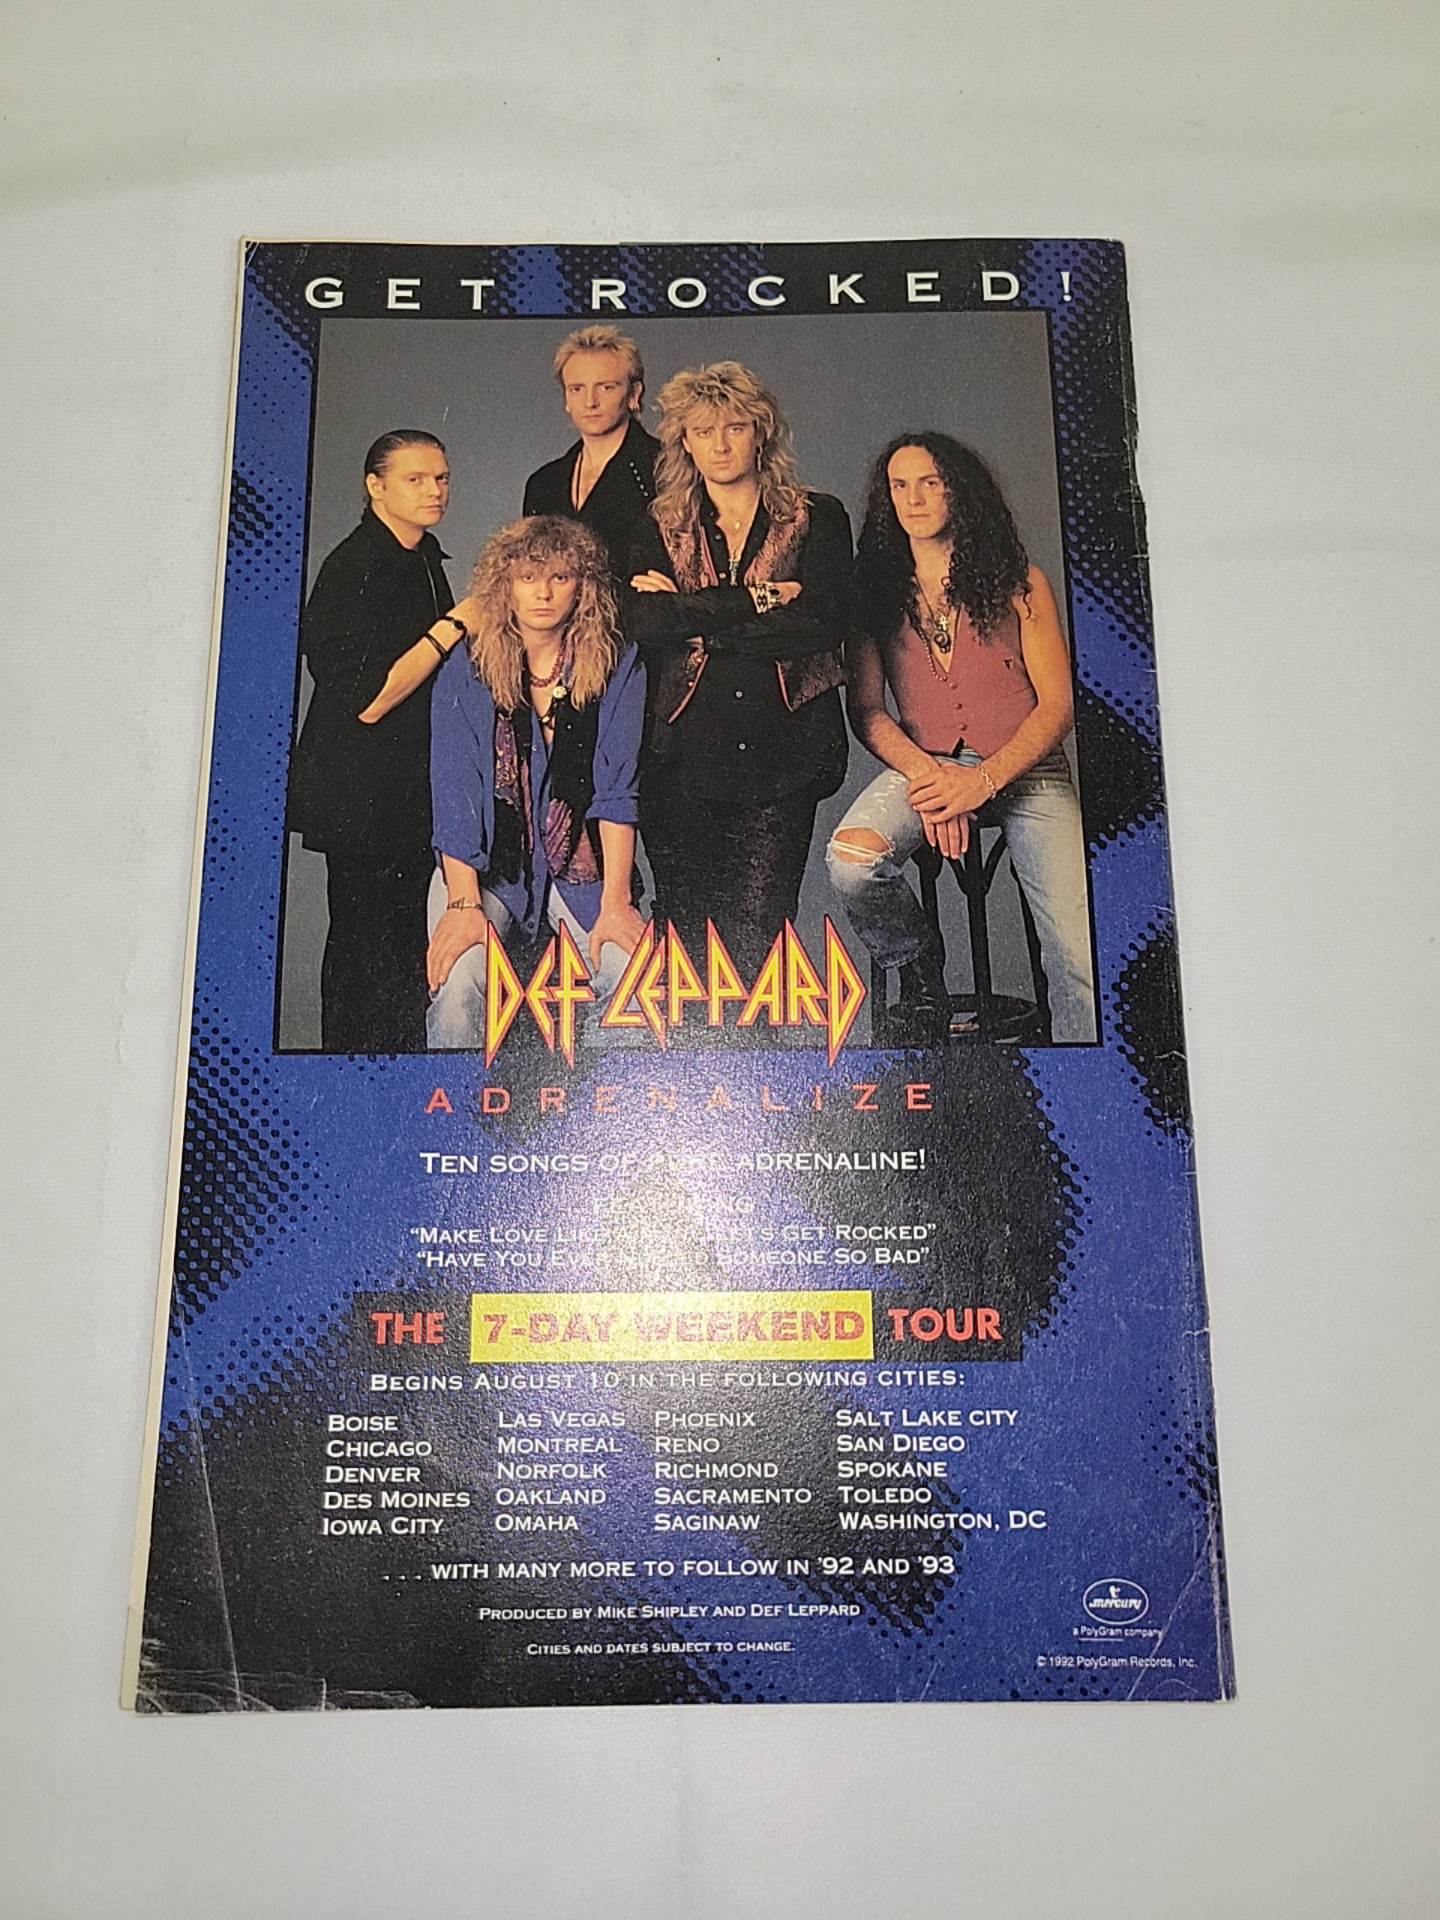 GET ROCKED!
DEF LEPPARD
ADRENALIZE
TEN SONGS OF PURE ADRENALINE!
FEATURING
"MAKE LOVE LIKE A "LET'S GET ROCKED"
"HAVE YOU EVER NEEDED SOMEONE SO BAD"
THE 7-DAY WEEKEND TOUR
BEGINS AUGUST 10 IN THE FOLLOWING CITIES:
BOISE LAS VEGAS PHOENIX SALT LAKE CITY
CHICAGO MONTREAL RENO SAN DIEGO
DENVER NORFOLK RICHMOND SPOKANE
DES MOINES OAKLAND SACRAMENTO TOLEDO
IOWA CITY OMAHA SAGINAW WASHINGTON, DC
. . . WITH MANY MORE TO FOLLOW IN '92 AND '93
PRODUCED BY MIKE SHIPLEY AND DEF LEPPARD
CITIES AND DATES SUBJECT TO CHANGE.
mercury
a PolyGram company
© 1992 PolyGram Records, Inc.